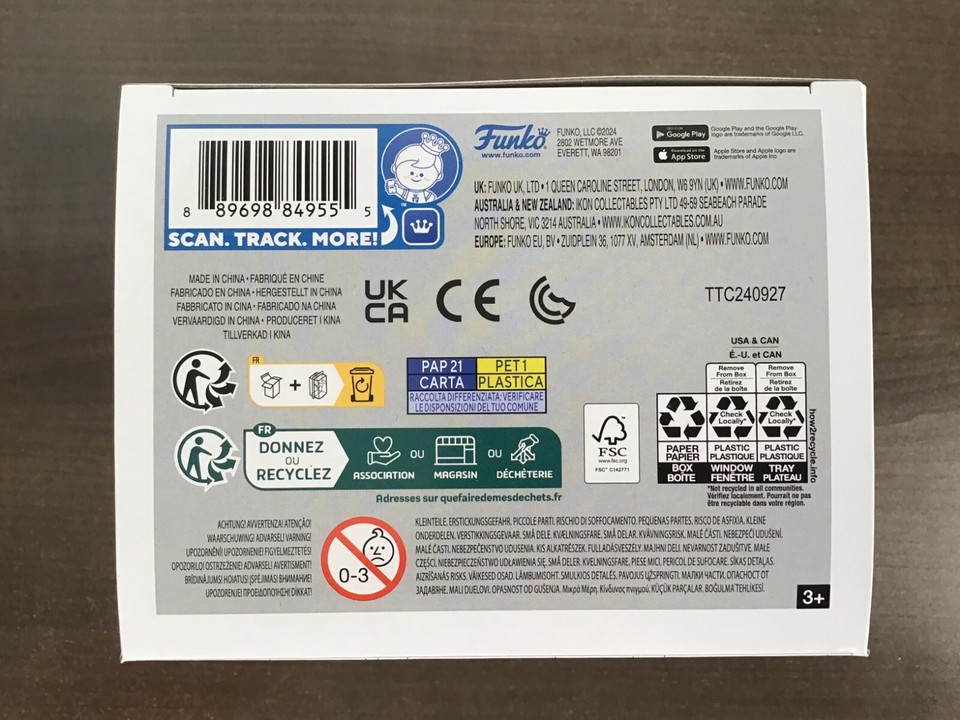 8 89698 84955 5
SCAN. TRACK. MORE!
Funko
www.funko.com
FUNKO, LLC ©2024
2802 WETMORE AVE
EVERETT, WA 98201
Google Play
Google Play and the Google Play
logo are trademarks of Google LLC.
Download on the
App Store
Apple Store and Apple logo are
trademarks of Apple Inc
UK: FUNKO UK, LTD • 1 QUEEN CAROLINE STREET, LONDON, W6 9YN (UK) • WWW.FUNKO.COM
AUSTRALIA & NEW ZEALAND: IKON COLLECTABLES PTY LTD 49-59 SEABEACH PARADE
NORTH SHORE, VIC 3214 AUSTRALIA • WWW.IKONCOLLECTABLES.COM.AU
EUROPE: FUNKO EU, BV • ZUIDPLEIN 36, 1077 XV, AMSTERDAM (NL) • WWW.FUNKO.COM
MADE IN CHINA • FABRIQUÉ EN CHINE
FABRICADO EN CHINA • HERGESTELLT IN CHINA
FABBRICATO IN CINA • FABRICADO NA CHINA
VERVAARDIGD IN CHINA • PRODUCERET I KINA
TILLVERKAD I KINA
UK
CA
CE
TTC240927
FR
+
PAP 21
PET 1
CARTA
PLASTICA
RACCOLTA DIFFERENZIATA: VERIFICARE
LE DISPOSIZIONI DEL TUO COMUNE
FR
DONNEZ
OU
RECYCLEZ
ASSOCIATION
OU
MAGASIN
OU
DÉCHÈTERIE
Adresses sur quefairedemesdechets.fr
FSC
www.fsc.org
FSC® C142771
USA & CAN
É.-U. et CAN
Remove
From Box
Retirez
de la boîte
Remove
From Box
Retirez
de la boîte
Check
Locally*
Check
Locally*
PAPER
PAPIER
PLASTIC
PLASTIQUE
PLASTIC
PLASTIQUE
BOX
BOÎTE
WINDOW
FENÊTRE
TRAY
PLATEAU
*Not recycled in all communities.
Vérifiez localement. Pourrait ne pas
être recyclable dans votre région.
how2recycle.info
ACHTUNG! AVVERTENZA! ATENÇÃO!
WAARSCHUWING! ADVARSEL! VARNING!
UPOZORNĚNÍ! UPOZORNENIE! FIGYELMEZTETÉS!
OPOZORILO! OSTRZEŻENIE! ADVARSEL! AVERTISMENT!
BRĪDINĀJUMS! HOIATUS! ĮSPĖJIMAS! ВНИМАНИЕ!
UPOZORENJE! ΠΡΟΕΙΔΟΠΟΙΗΣΗ! DİKKAT!
0-3
KLEINTEILE. ERSTICKUNGSGEFAHR. PICCOLE PARTI. RISCHIO DI SOFFOCAMENTO. PEQUENAS PARTES. RISCO DE ASFIXIA. KLEINE
ONDERDELEN. VERSTIKKINGSGEVAAR. SMÅ DELE. KVÆLNINGSFARE. SMÅ DELAR. KVÄVNINGSRISK. MALÉ ČÁSTI. NEBEZPEČÍ UDUŠENÍ.
MALÉ ČASTI. NEBEZPEČENSTVO UDUSENIA. KIS ALKATRÉSZEK. FULLADÁSVESZÉLY. MAJHNI DELI. NEVARNOST ZADUŠITVE. MAŁE
CZĘŚCI. NIEBEZPIECZEŃSTWO UDŁAWIENIA SIĘ. SMÅ DELER. KVELNINGSFARE. PIESE MICI. PERICOL DE SUFOCARE. SĪKAS DETAĻAS.
AIZRĪŠANĀS RISKS. VÄIKESED OSAD. LÄMBUMISOHT. SMULKIOS DETALĖS. PAVOJUS UŽSPRINGTI. МАЛКИ ЧАСТИ. ОПАСНОСТ ОТ
ЗАДАВЯНЕ. MALI DIJELOVI. OPASNOST OD GUŠENJA. Μικρά Μέρη. Κίνδυνος πνιγμού. KÜÇÜK PARÇALAR. BOĞULMA TEHLİKESİ.
3+